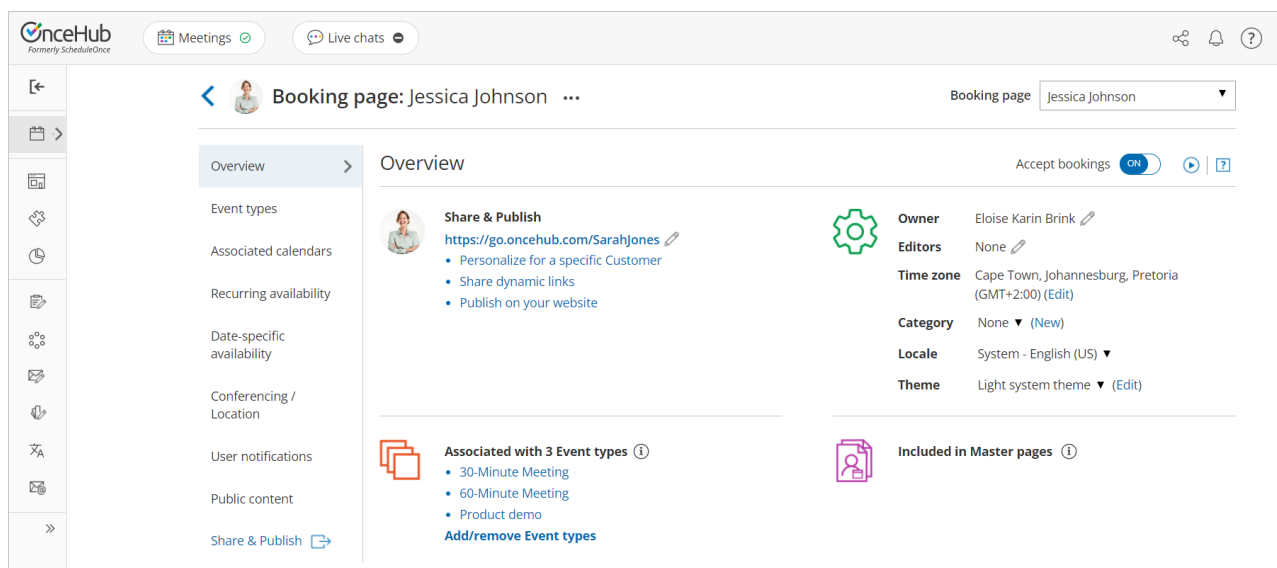 OnceHub
Formerly ScheduleOnce
Meetings
Live chats
?
Booking page: Jessica Johnson ...
Booking page
Jessica Johnson
Overview
Event types
Associated calendars
Recurring availability
Date-specific
availability
Conferencing /
Location
User notifications
Public content
Share & Publish
Overview
Accept bookings
ON
?
Share & Publish
https://go.oncehub.com/SarahJones
• Personalize for a specific Customer
• Share dynamic links
• Publish on your website
Owner Eloise Karin Brink
Editors None
Time zone Cape Town, Johannesburg, Pretoria
(GMT+2:00) (Edit)
Category None ▼ (New)
Locale System - English (US) ▼
Theme Light system theme ▼ (Edit)
Associated with 3 Event types
• 30-Minute Meeting
• 60-Minute Meeting
• Product demo
Add/remove Event types
Included in Master pages